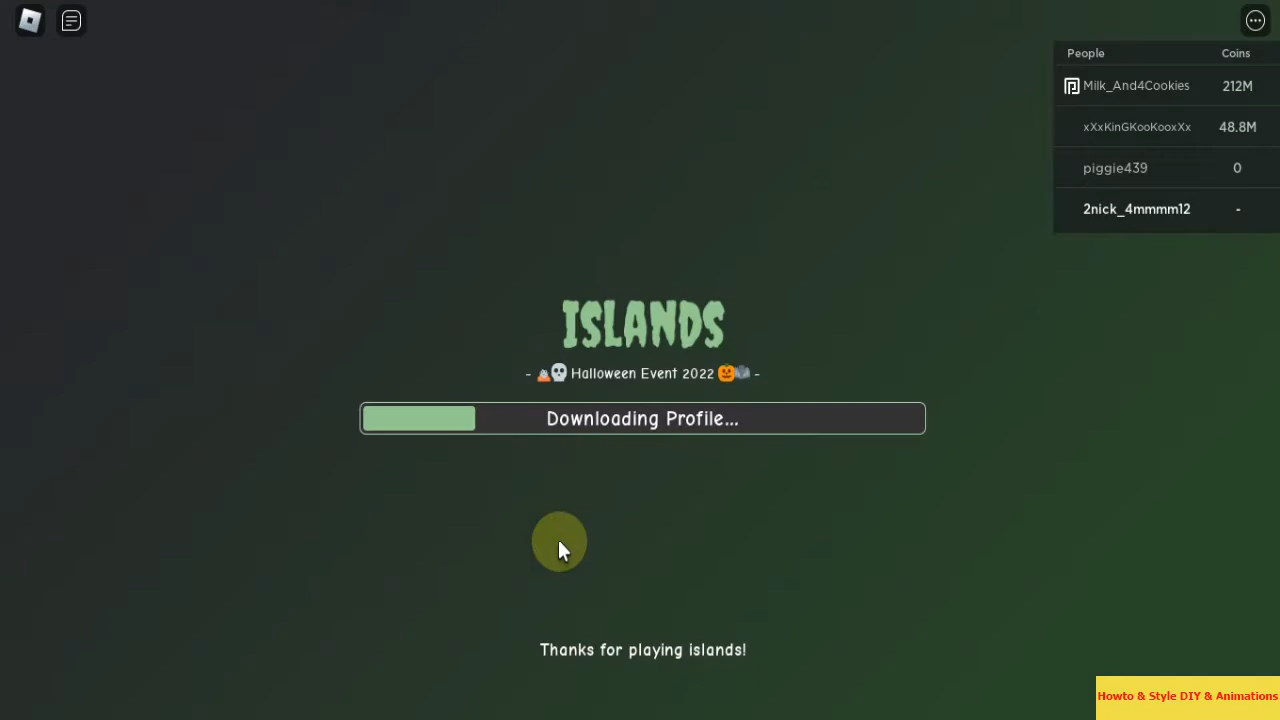 People Coins
Milk_And4Cookies 212M
xXxKinGKooKooxXx 48.8M
piggie439 0
2nick_4mmmm12 -
ISLANDS
- Halloween Event 2022 -
Downloading Profile...
Thanks for playing islands!
Howto & Style DIY & Animations